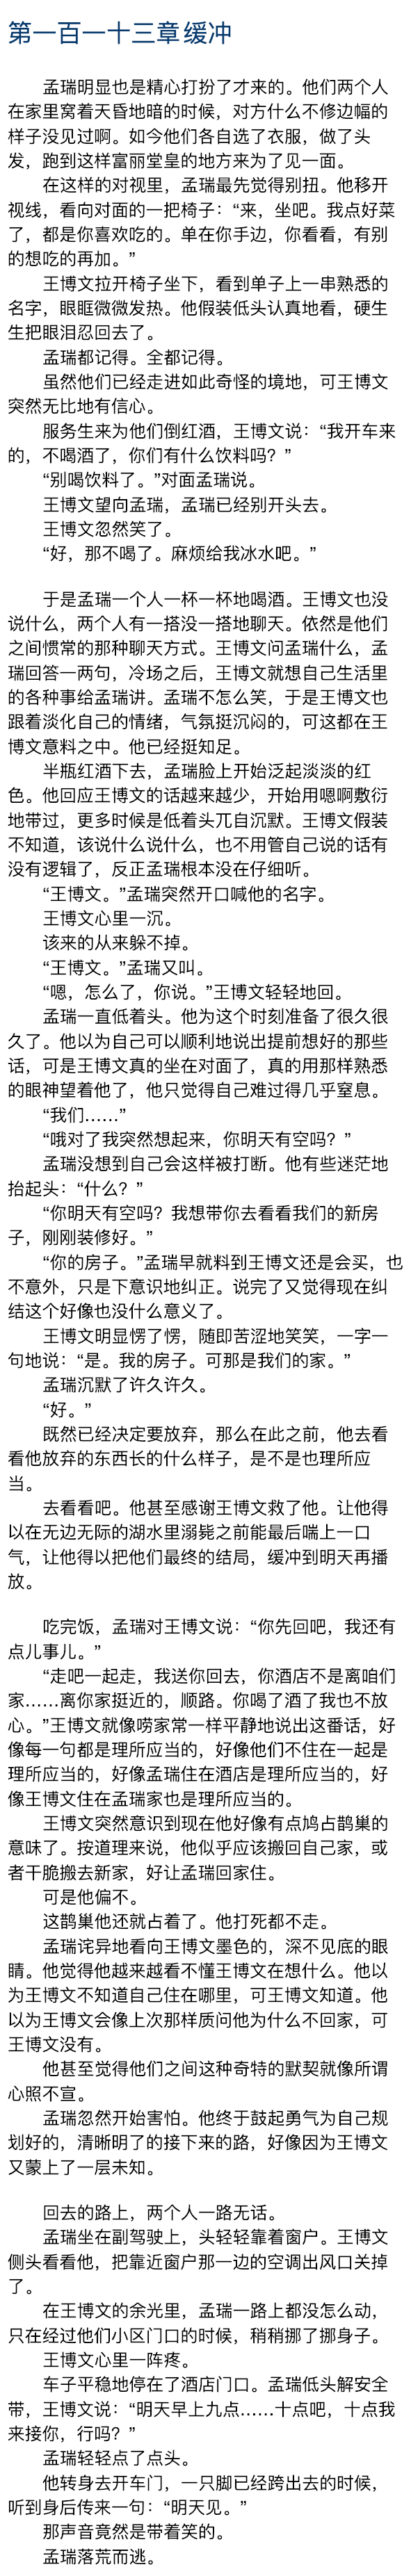 第一百一十三章 缓冲
孟瑞明显也是精心打扮了才来的。他们两个人
在家里窝着天昏地暗的时候，对方什么不修边幅的
样子没见过啊。如今他们各自选了衣服，做了头
发，跑到这样富丽堂皇的地方来为了见一面。
在这样的对视里，孟瑞最先觉得别扭。他移开
视线，看向对面的一把椅子：“来，坐吧。我点好菜
了，都是你喜欢吃的。单在你手边，你看看，有别
的想吃的再加。”
王博文拉开椅子坐下，看到单子上一串熟悉的
名字，眼眶微微发热。他假装低头认真地看，硬生
生把眼泪忍回去了。
孟瑞都记得。全都记得。
虽然他们已经走进如此奇怪的境地，可王博文
突然无比地有信心。
服务生来为他们倒红酒，王博文说：“我开车来
的，不喝酒了，你们有什么饮料吗？”
“别喝饮料了。”对面孟瑞说。
王博文望向孟瑞，孟瑞已经别开头去。
王博文忽然笑了。
“好，那不喝了。麻烦给我冰水吧。”
于是孟瑞一个人一杯一杯地喝酒。王博文也没
说什么，两个人有一搭没一搭地聊天。依然是他们
之间惯常的那种聊天方式。王博文问孟瑞什么，孟
瑞回答一两句，冷场之后，王博文就想自己生活里
的各种事给孟瑞讲。孟瑞不怎么笑，于是王博文也
跟着淡化自己的情绪，气氛挺沉闷的，可这都在王
博文意料之中。他已经挺知足。
半瓶红酒下去，孟瑞脸上开始泛起淡淡的红
色。他回应王博文的话越来越少，开始用嗯啊敷衍
地带过，更多时候是低着头兀自沉默。王博文假装
不知道，该说什么说什么，也不用管自己说的话有
没有逻辑了，反正孟瑞根本没在仔细听。
“王博文。”孟瑞突然开口喊他的名字。
王博文心里一沉。
该来的从来躲不掉。
“王博文。”孟瑞又叫。
“嗯，怎么了，你说。”王博文轻轻地回。
孟瑞一直低着头。他为这个时刻准备了很久很
久了。他以为自己可以顺利地说出提前想好的那些
话，可是王博文真的坐在对面了，真的用那样熟悉
的眼神望着他了，他只觉得自己难过得几乎窒息。
“我们……”
“哦对了我突然想起来，你明天有空吗？”
孟瑞没想到自己会这样被打断。他有些迷茫地
抬起头：“什么？”
“你明天有空吗？我想带你去看看我们的新房
子，刚刚装修好。”
“你的房子。”孟瑞早就料到王博文还是会买，也
不意外，只是下意识地纠正。说完了又觉得现在纠
结这个好像也没什么意义了。
王博文明显愣了愣，随即苦涩地笑笑，一字一
句地说：“是。我的房子。可那是我们的家。”
孟瑞沉默了许久许久。
“好。”
既然已经决定要放弃，那么在此之前，他去看
看他放弃的东西长的什么样子，是不是也理所应
当。
去看看吧。他甚至感谢王博文救了他。让他得
以在无边无际的湖水里溺毙之前能最后喘上一口
气，让他得以把他们最终的结局，缓冲到明天再播
放。
吃完饭，孟瑞对王博文说：“你先回吧，我还有
点儿事儿。”
“走吧一起走，我送你回去，你酒店不是离咱们
家……离你家挺近的，顺路。你喝了酒了我也不放
心。”王博文就像唠家常一样平静地说出这番话，好
像每一句都是理所应当的，好像他们不住在一起是
理所应当的，好像孟瑞住在酒店是理所应当的，好
像王博文住在孟瑞家也是理所应当的。
王博文突然意识到现在他好像有点鸠占鹊巢的
意味了。按道理来说，他似乎应该搬回自己家，或
者干脆搬去新家，好让孟瑞回家住。
可是他偏不。
这鹊巢他还就占着了。他打死都不走。
孟瑞诧异地看向王博文墨色的，深不见底的眼
睛。他觉得他越来越看不懂王博文在想什么。他以
为王博文不知道自己住在哪里，可王博文知道。他
以为王博文会像上次那样质问他为什么不回家，可
王博文没有。
他甚至觉得他们之间这种奇特的默契就像所谓
心照不宣。
孟瑞忽然开始害怕。他终于鼓起勇气为自己规
划好的，清晰明了的接下来的路，好像因为王博文
又蒙上了一层未知。
回去的路上，两个人一路无话。
孟瑞坐在副驾驶上，头轻轻靠着窗户。王博文
侧头看看他，把靠近窗户那一边的空调出风口关掉
了。
在王博文的余光里，孟瑞一路上都没怎么动，
只在经过他们小区门口的时候，稍稍挪了挪身子。
王博文心里一阵疼。
车子平稳地停在了酒店门口。孟瑞低头解安全
带，王博文说：“明天早上九点……十点吧，十点我
来接你，行吗？”
孟瑞轻轻点了点头。
他转身去开车门，一只脚已经跨出去的时候，
听到身后传来一句：“明天见。”
那声音竟然是带着笑的。
孟瑞落荒而逃。